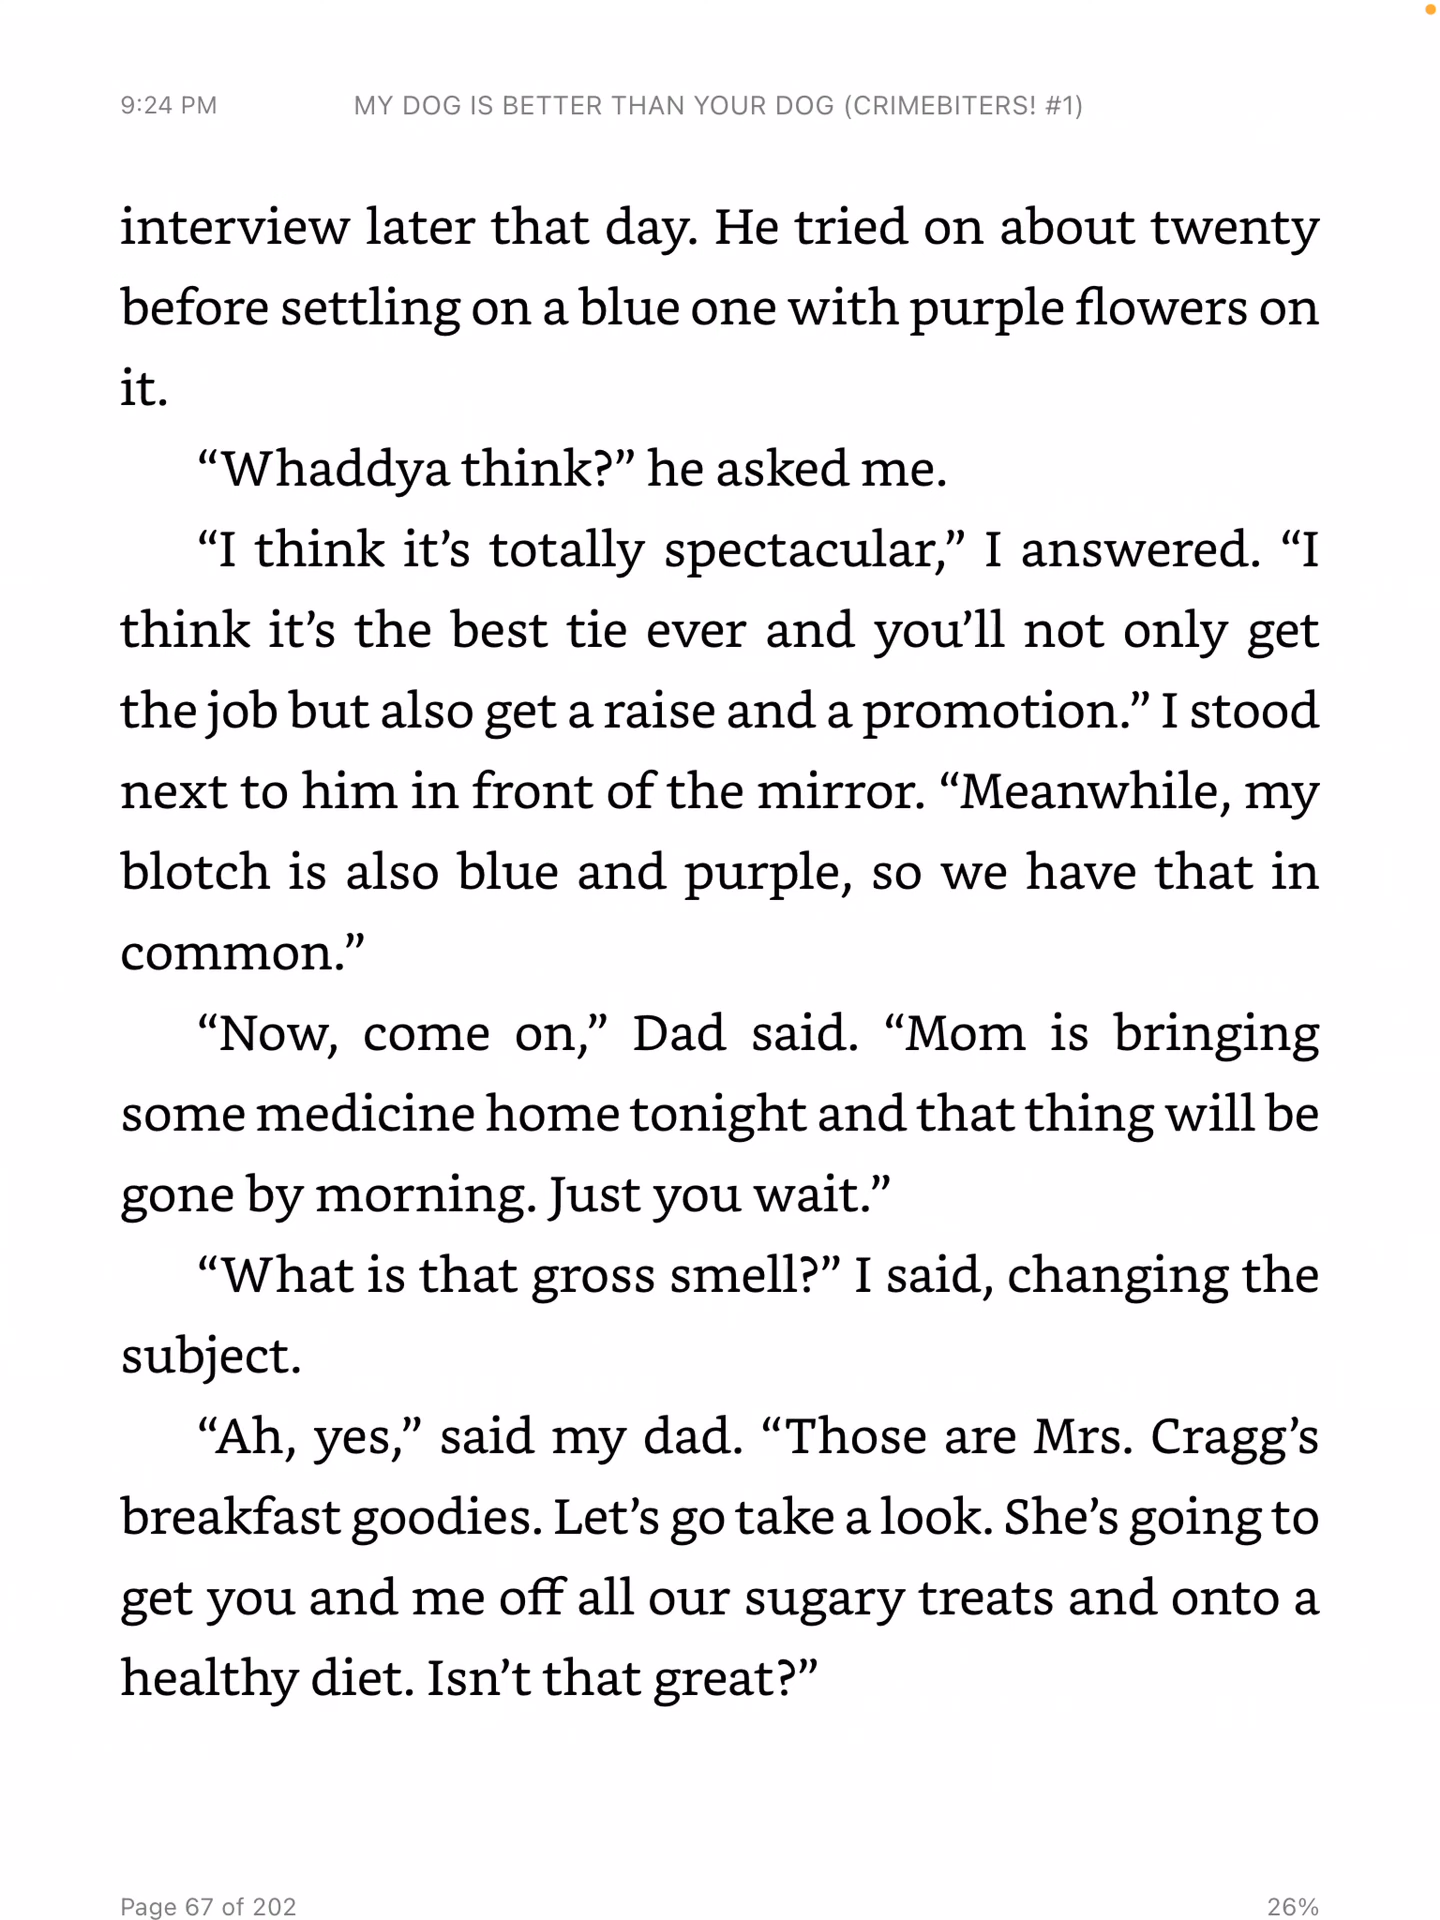 9:24 PM MY DOG IS BETTER THAN YOUR DOG (CRIMEBITERS! #1)
interview later that day. He tried on about twenty
before settling on a blue one with purple flowers on
it.
“Whaddya think?” he asked me.
“I think it’s totally spectacular,” I answered. “I
think it’s the best tie ever and you’ll not only get
the job but also get a raise and a promotion.” I stood
next to him in front of the mirror. “Meanwhile, my
blotch is also blue and purple, so we have that in
common.”
“Now, come on,” Dad said. “Mom is bringing
some medicine home tonight and that thing will be
gone by morning. Just you wait.”
“What is that gross smell?” I said, changing the
subject.
“Ah, yes,” said my dad. “Those are Mrs. Cragg’s
breakfast goodies. Let’s go take a look. She’s going to
get you and me off all our sugary treats and onto a
healthy diet. Isn’t that great?”
Page 67 of 202 26%